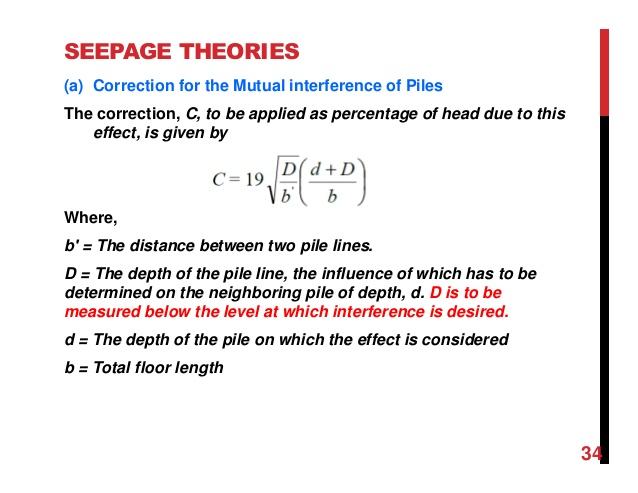 SEEPAGE THEORIES
(a) Correction for the Mutual interference of Piles
The correction, C, to be applied as percentage of head due to this
effect, is given by
C = 19 √(D/b') ((d + D)/b)
Where,
b' = The distance between two pile lines.
D = The depth of the pile line, the influence of which has to be
determined on the neighboring pile of depth, d. D is to be
measured below the level at which interference is desired.
d = The depth of the pile on which the effect is considered
b = Total floor length
34